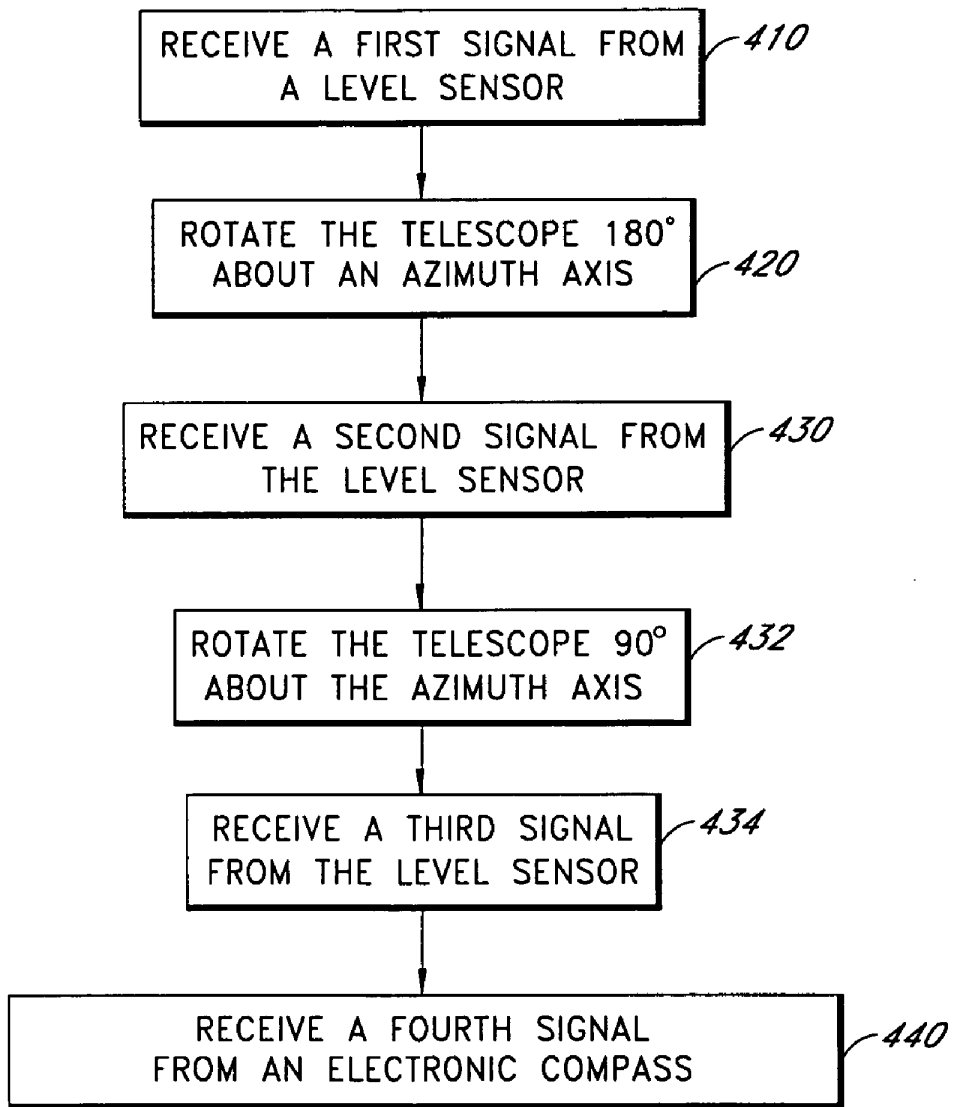 RECEIVE A FIRST SIGNAL FROM
A LEVEL SENSOR
410
ROTATE THE TELESCOPE 180°
ABOUT AN AZIMUTH AXIS
420
RECEIVE A SECOND SIGNAL FROM
THE LEVEL SENSOR
430
ROTATE THE TELESCOPE 90°
ABOUT THE AZIMUTH AXIS
432
RECEIVE A THIRD SIGNAL
FROM THE LEVEL SENSOR
434
RECEIVE A FOURTH SIGNAL
FROM AN ELECTRONIC COMPASS
440